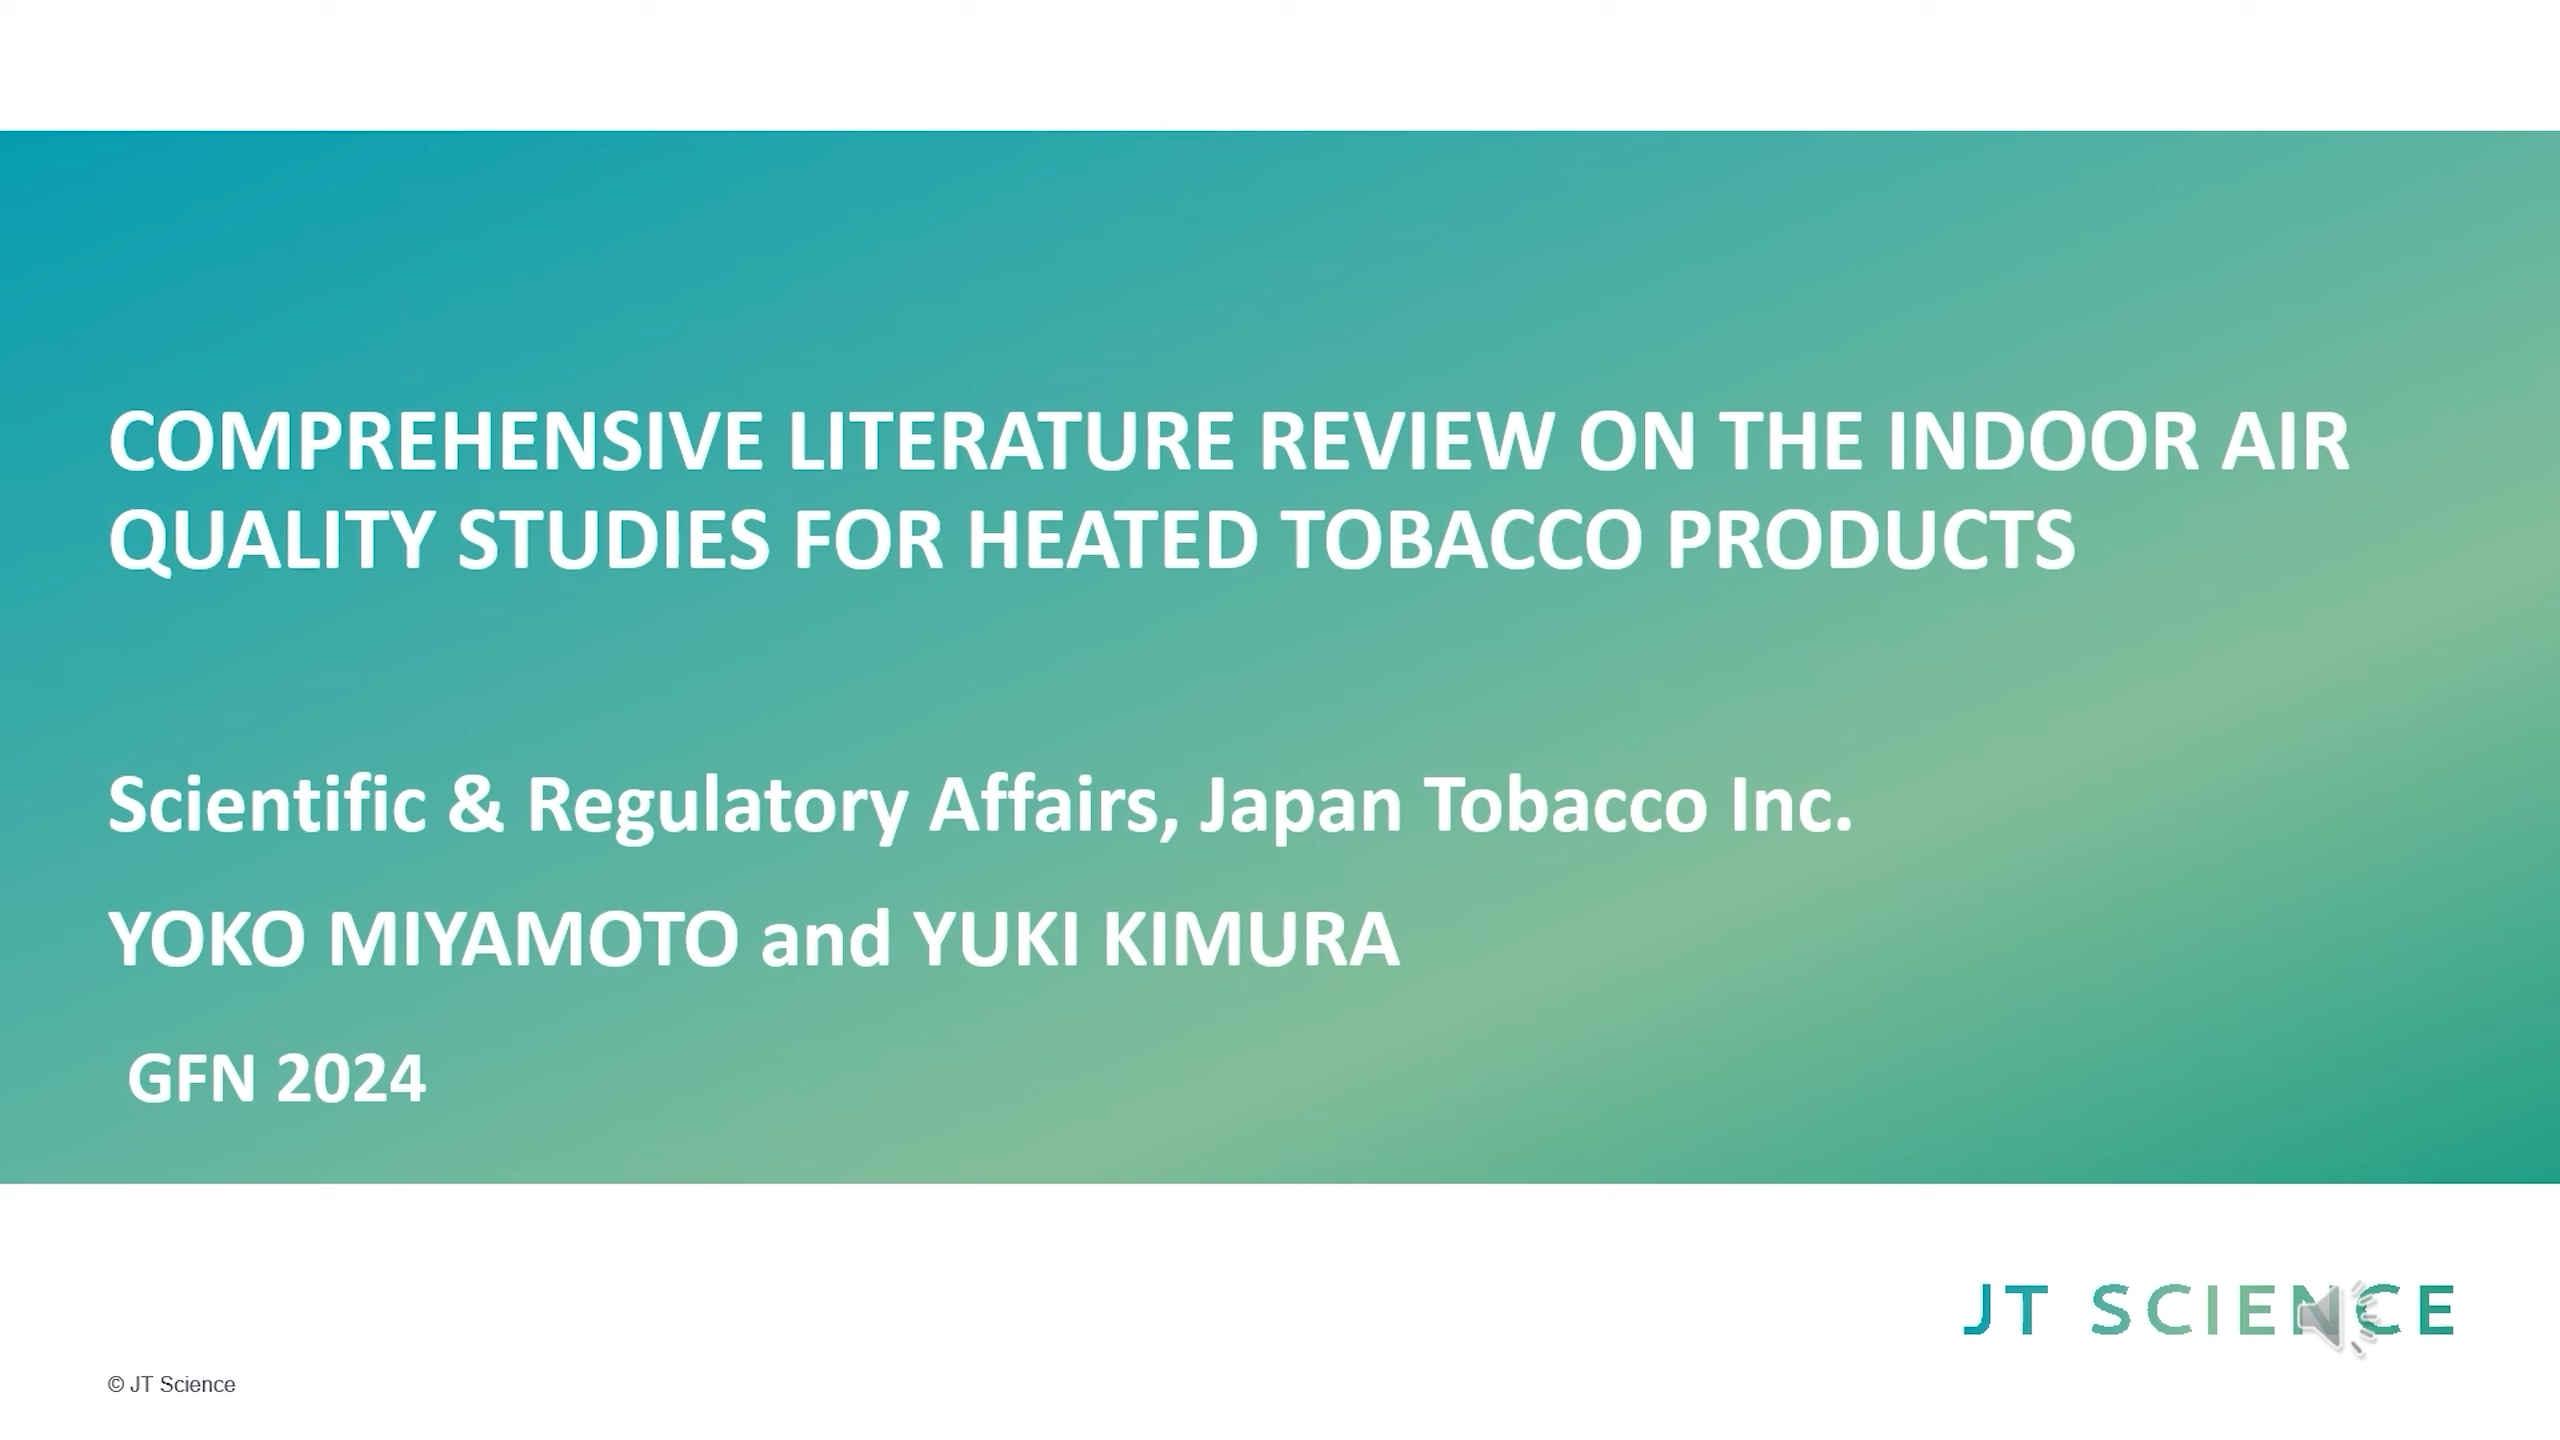 COMPREHENSIVE LITERATURE REVIEW ON THE INDOOR AIR
QUALITY STUDIES FOR HEATED TOBACCO PRODUCTS
Scientific & Regulatory Affairs, Japan Tobacco Inc.
YOKO MIYAMOTO and YUKI KIMURA
GFN 2024
JT SCIENCE
© JT Science